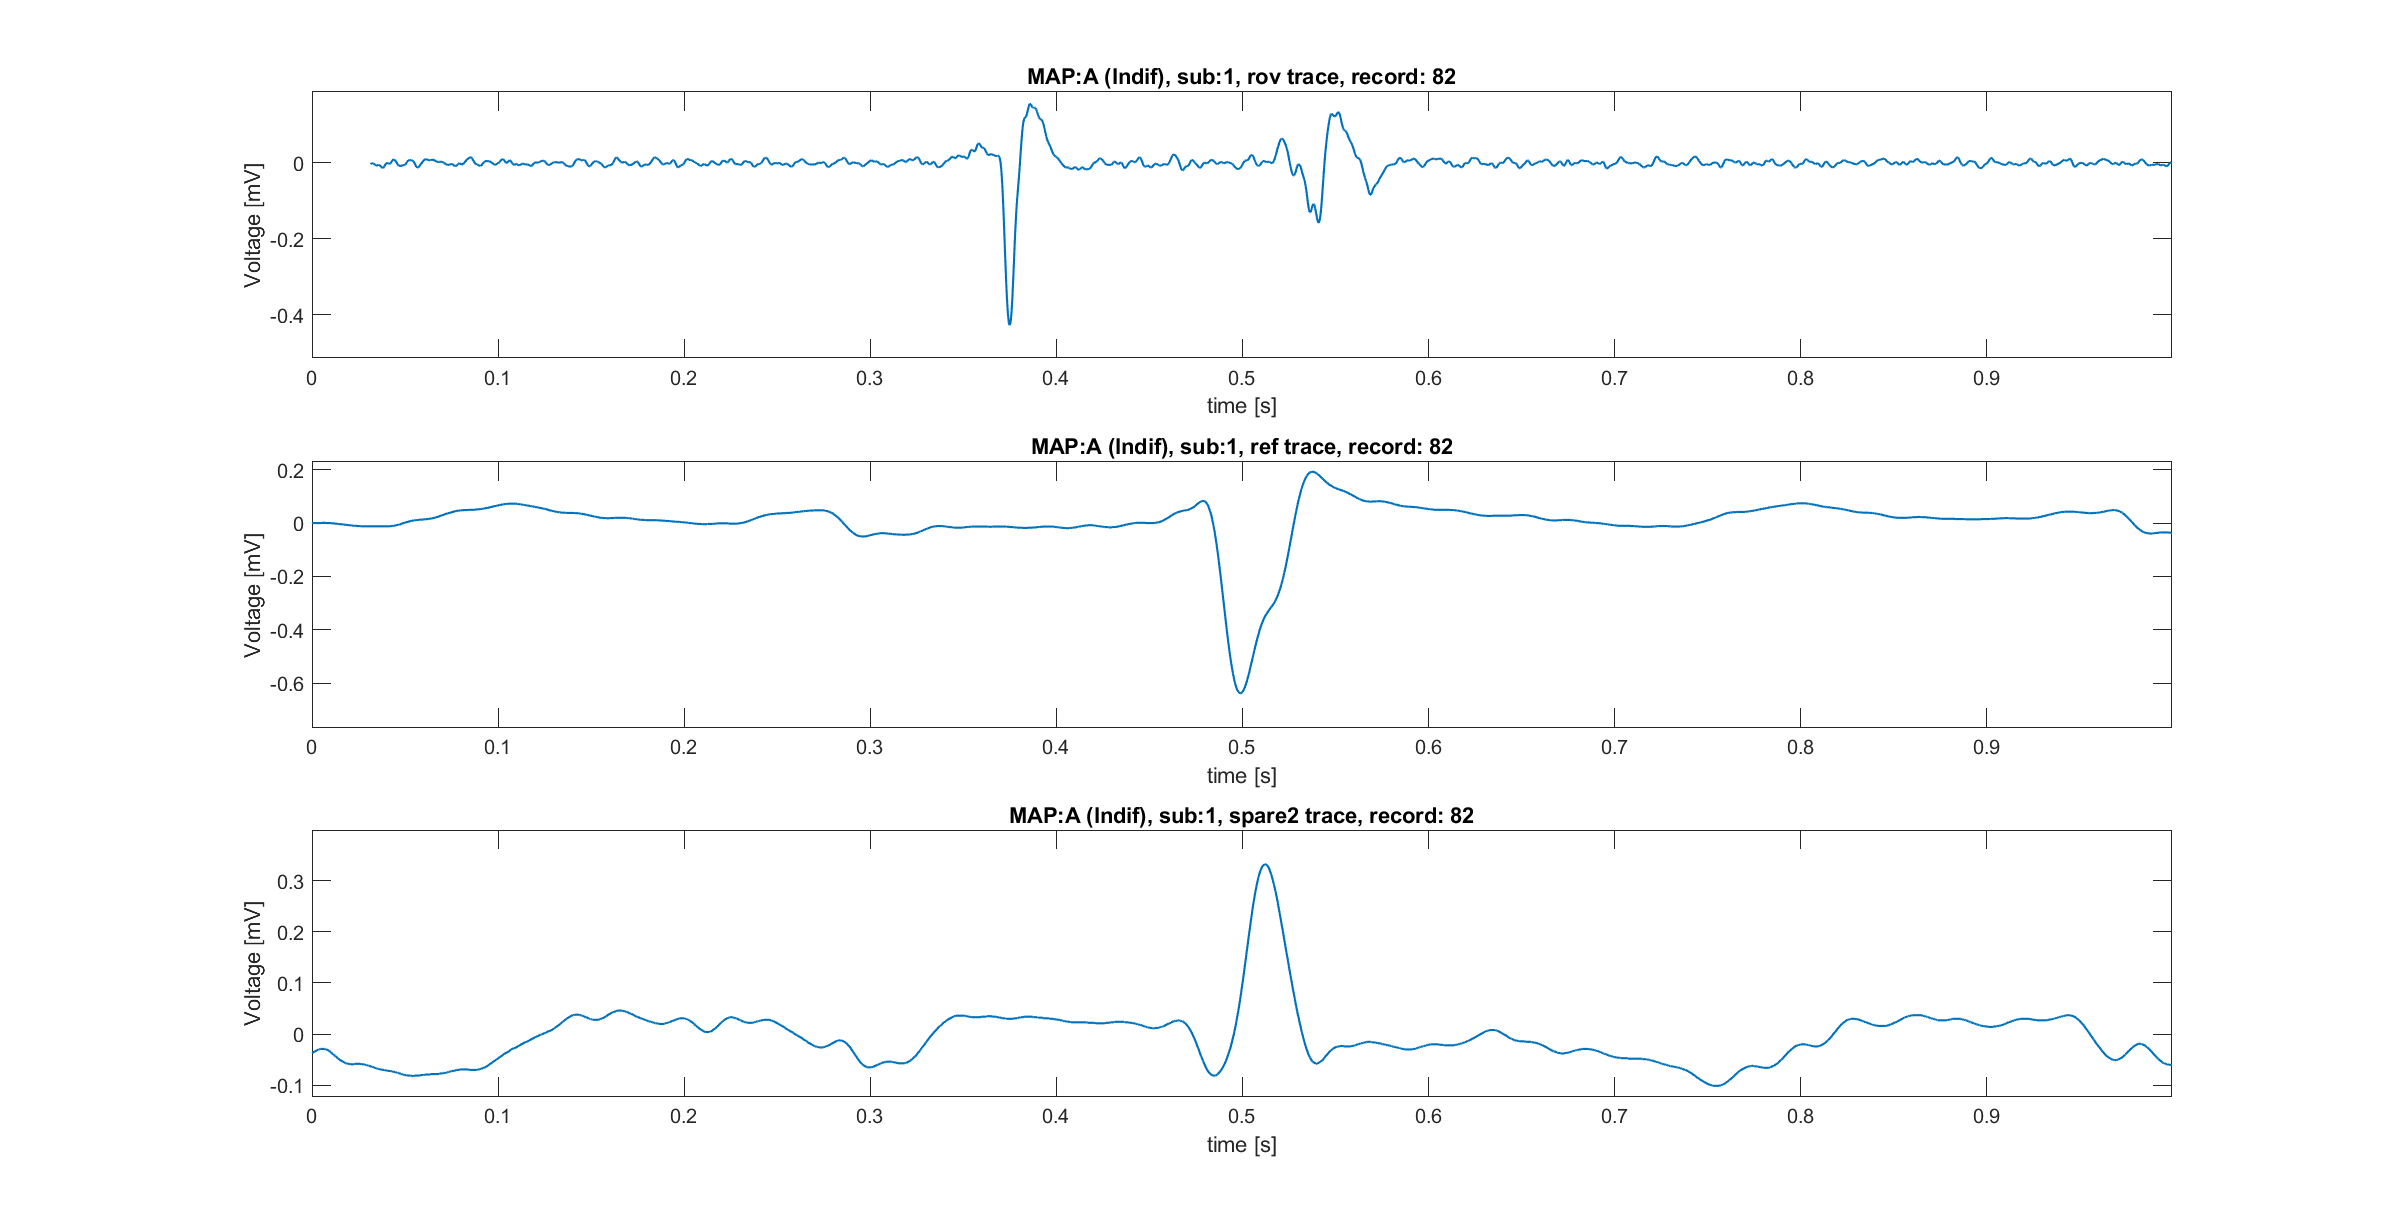 MAP:A (Indif), sub:1, rov trace, record: 82
Voltage [mV]
0
-0.2
-0.4
0 0.1 0.2 0.3 0.4 0.5 0.6 0.7 0.8 0.9
time [s]
MAP:A (Indif), sub:1, ref trace, record: 82
Voltage [mV]
0.2
0
-0.2
-0.4
-0.6
0 0.1 0.2 0.3 0.4 0.5 0.6 0.7 0.8 0.9
time [s]
MAP:A (Indif), sub:1, spare2 trace, record: 82
Voltage [mV]
0.3
0.2
0.1
0
-0.1
0 0.1 0.2 0.3 0.4 0.5 0.6 0.7 0.8 0.9
time [s]